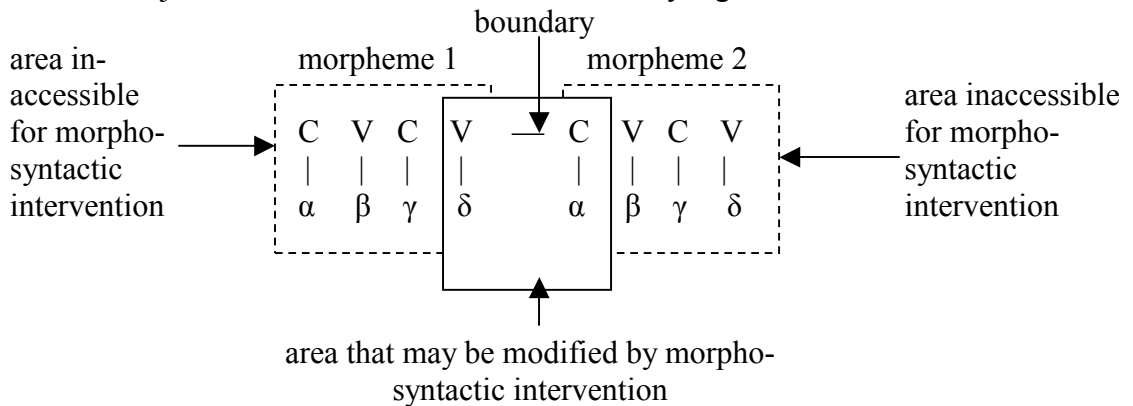 boundary
morpheme 1
morpheme 2
area in-
accessible
for morpho-
syntactic
intervention
C V C V — C V C V
| | | | | | | |
α β γ δ α β γ δ
area inaccessible
for morpho-
syntactic
intervention
area that may be modified by morpho-
syntactic intervention